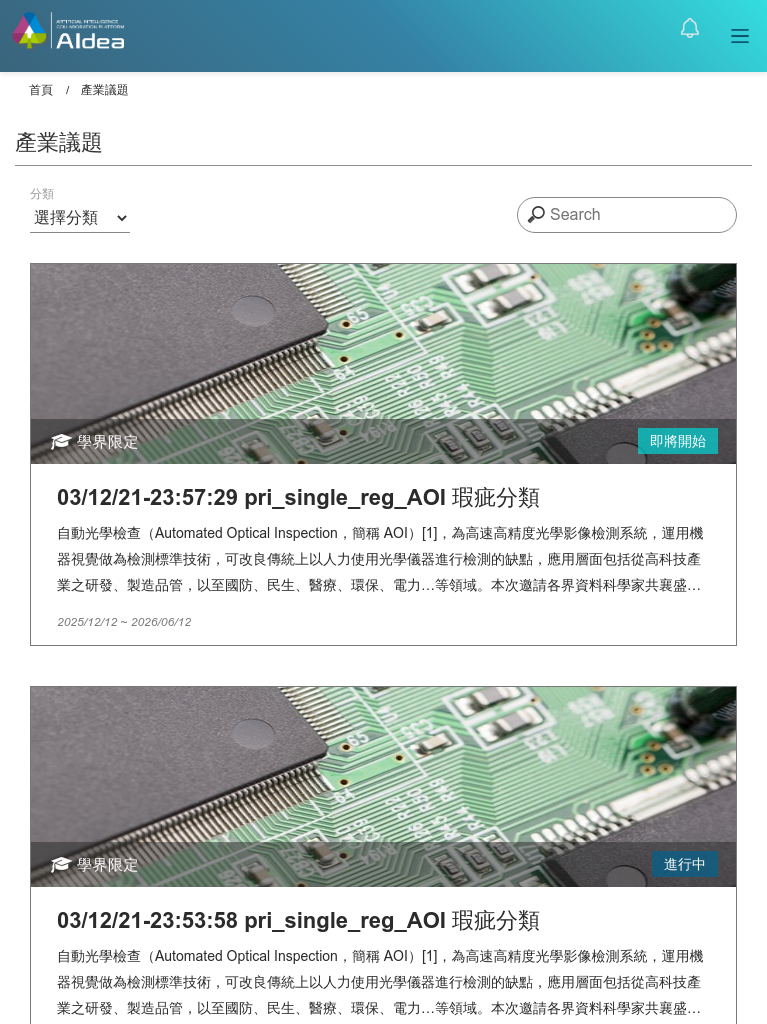 ARTIFICIAL INTELLIGENCE
COLLABORATION PLATFORM
AIdea
首頁 / 產業議題
產業議題
分類
選擇分類
Search
學界限定
即將開始
03/12/21-23:57:29 pri_single_reg_AOI 瑕疵分類
自動光學檢查（Automated Optical Inspection，簡稱 AOI）[1]，為高速高精度光學影像檢測系統，運用機
器視覺做為檢測標準技術，可改良傳統上以人力使用光學儀器進行檢測的缺點，應用層面包括從高科技產
業之研發、製造品管，以至國防、民生、醫療、環保、電力…等領域。本次邀請各界資料科學家共襄盛…
2025/12/12 ~ 2026/06/12
學界限定
進行中
03/12/21-23:53:58 pri_single_reg_AOI 瑕疵分類
自動光學檢查（Automated Optical Inspection，簡稱 AOI）[1]，為高速高精度光學影像檢測系統，運用機
器視覺做為檢測標準技術，可改良傳統上以人力使用光學儀器進行檢測的缺點，應用層面包括從高科技產
業之研發、製造品管，以至國防、民生、醫療、環保、電力…等領域。本次邀請各界資料科學家共襄盛…